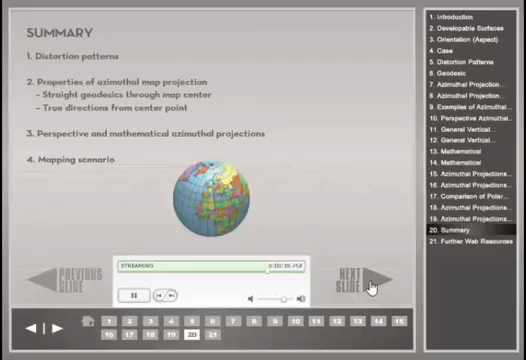 SUMMARY
1. Distortion patterns
2. Properties of azimuthal map projection
- Straight geodesics through map center
- True directions from center point
3. Perspective and mathematical azimuthal projections
4. Mapping scenario
STREAMING
PREVIOUS
SLIDE
NEXT
SLIDE
1 2 3 4 5 6 7 8 9 10 11 12 13 14 15
16 17 18 19 20 21
1. Introduction
2. Developable Surfaces
3. Orientation (Aspect)
4. Case
5. Distortion Patterns
6. Geodesic
7. Azimuthal Projection...
8. Azimuthal Projection...
9. Examples of Azimuthal...
10. Perspective Azimuthal...
11. General Vertical...
12. General Vertical...
13. Mathematical
14. Mathematical
15. Azimuthal Projections...
16. Azimuthal Projections...
17. Comparison of Polar...
18. Azimuthal Projections...
19. Azimuthal Projections...
20. Summary
21. Further Web Resources